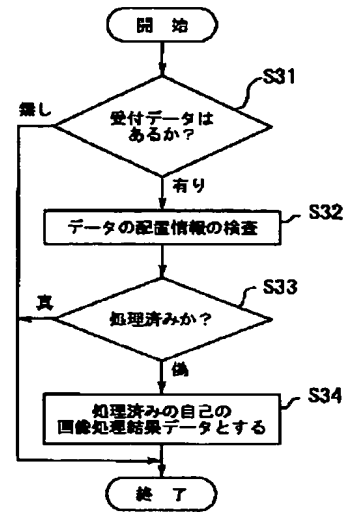 開始
S31
無し
受付データは
あるか?
有り
S32
データの配置情報の検査
S33
真
処理済みか?
偽
S34
処理済みの自己の
画像処理結果データとする
終了